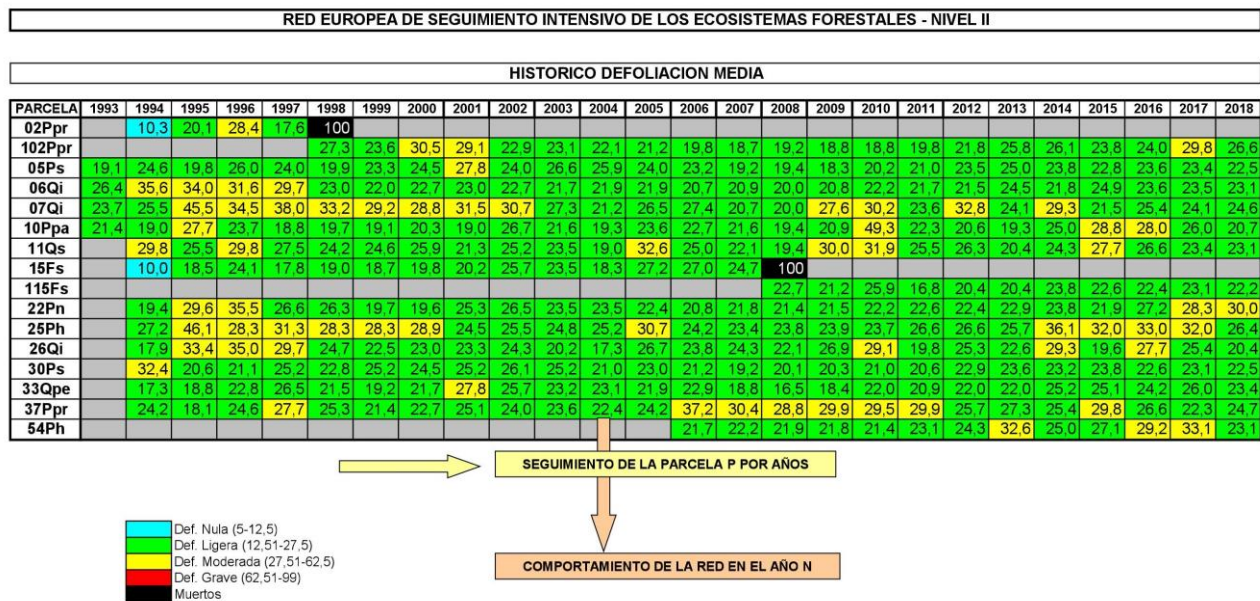 RED EUROPEA DE SEGUIMIENTO INTENSIVO DE LOS ECOSISTEMAS FORESTALES - NIVEL II
HISTORICO DEFOLIACION MEDIA
PARCELA 1993 1994 1995 1996 1997 1998 1999 2000 2001 2002 2003 2004 2005 2006 2007 2008 2009 2010 2011 2012 2013 2014 2015 2016 2017 2018
02Ppr 10,3 20,1 28,4 17,6 100
102Ppr 27,3 23,6 30,5 29,1 22,9 23,1 22,1 21,2 19,8 18,7 19,2 18,8 18,8 19,8 21,8 25,8 26,1 23,8 24,0 29,8 26,6
05Ps 19,1 24,6 19,8 26,0 24,0 19,9 23,3 24,5 27,8 24,0 26,6 25,9 24,0 23,2 19,2 19,4 18,3 20,2 21,0 23,5 25,0 23,8 22,8 23,6 23,4 22,5
06Qi 26,4 35,6 34,0 31,6 29,7 23,0 22,0 22,7 23,0 22,7 21,7 21,9 21,9 20,7 20,9 20,0 20,8 22,2 21,7 21,5 24,5 21,8 24,9 23,6 23,5 23,1
07Qi 23,7 25,5 45,5 34,5 38,0 33,2 29,2 28,8 31,5 30,7 27,3 21,2 26,5 27,4 20,7 20,0 27,6 30,2 23,6 32,8 24,1 29,3 21,5 25,4 24,1 24,6
10Ppa 21,4 19,0 27,7 23,7 18,8 19,7 19,1 20,3 19,0 26,7 21,6 19,3 23,6 22,7 21,6 19,4 20,9 49,3 22,3 20,6 19,3 25,0 28,8 28,0 26,0 20,7
11Qs 29,8 25,5 29,8 27,5 24,2 24,6 25,9 21,3 25,2 23,5 19,0 32,6 25,0 22,1 19,4 30,0 31,9 25,5 26,3 20,4 24,3 27,7 26,6 23,4 23,1
15Fs 10,0 18,5 24,1 17,8 19,0 18,7 19,8 20,2 25,7 23,5 18,3 27,2 27,0 24,7 100
115Fs 22,7 21,2 25,9 16,8 20,4 20,4 23,8 22,6 22,4 23,1 22,2
22Pn 19,4 29,6 35,5 26,6 26,3 19,7 19,6 25,3 26,5 23,5 23,5 22,4 20,8 21,8 21,4 21,5 22,2 22,6 22,4 22,9 23,8 21,9 27,2 28,3 30,0
25Ph 27,2 46,1 28,3 31,3 28,3 28,3 28,9 24,5 25,5 24,8 25,2 30,7 24,2 23,4 23,8 23,9 23,7 26,6 26,6 25,7 36,1 32,0 33,0 32,0 26,4
26Qi 17,9 33,4 35,0 29,7 24,7 22,5 23,0 23,3 24,3 20,2 17,3 26,7 23,8 24,3 22,1 26,9 29,1 19,8 25,3 22,6 29,3 19,6 27,7 25,4 20,4
30Ps 32,4 20,6 21,1 25,2 22,8 25,2 24,5 25,2 26,1 25,2 21,0 23,0 21,2 19,2 20,1 20,3 21,0 20,6 22,9 23,6 23,2 23,8 22,6 23,1 22,5
33Qpe 17,3 18,8 22,8 26,5 21,5 19,2 21,7 27,8 25,7 23,2 23,1 21,9 22,9 18,8 16,5 18,4 22,0 20,9 22,0 22,0 25,2 25,1 24,2 26,0 23,4
37Ppr 24,2 18,1 24,6 27,7 25,3 21,4 22,7 25,1 24,0 23,6 22,4 24,2 37,2 30,4 28,8 29,9 29,5 29,9 25,7 27,3 25,4 29,8 26,6 22,3 24,7
54Ph 21,7 22,2 21,9 21,8 21,4 23,1 24,3 32,6 25,0 27,1 29,2 33,1 23,1
SEGUIMIENTO DE LA PARCELA P POR AÑOS
Def. Nula (5-12,5)
Def. Ligera (12,51-27,5)
Def. Moderada (27,51-62,5)
Def. Grave (62,51-99)
Muertos
COMPORTAMIENTO DE LA RED EN EL AÑO N